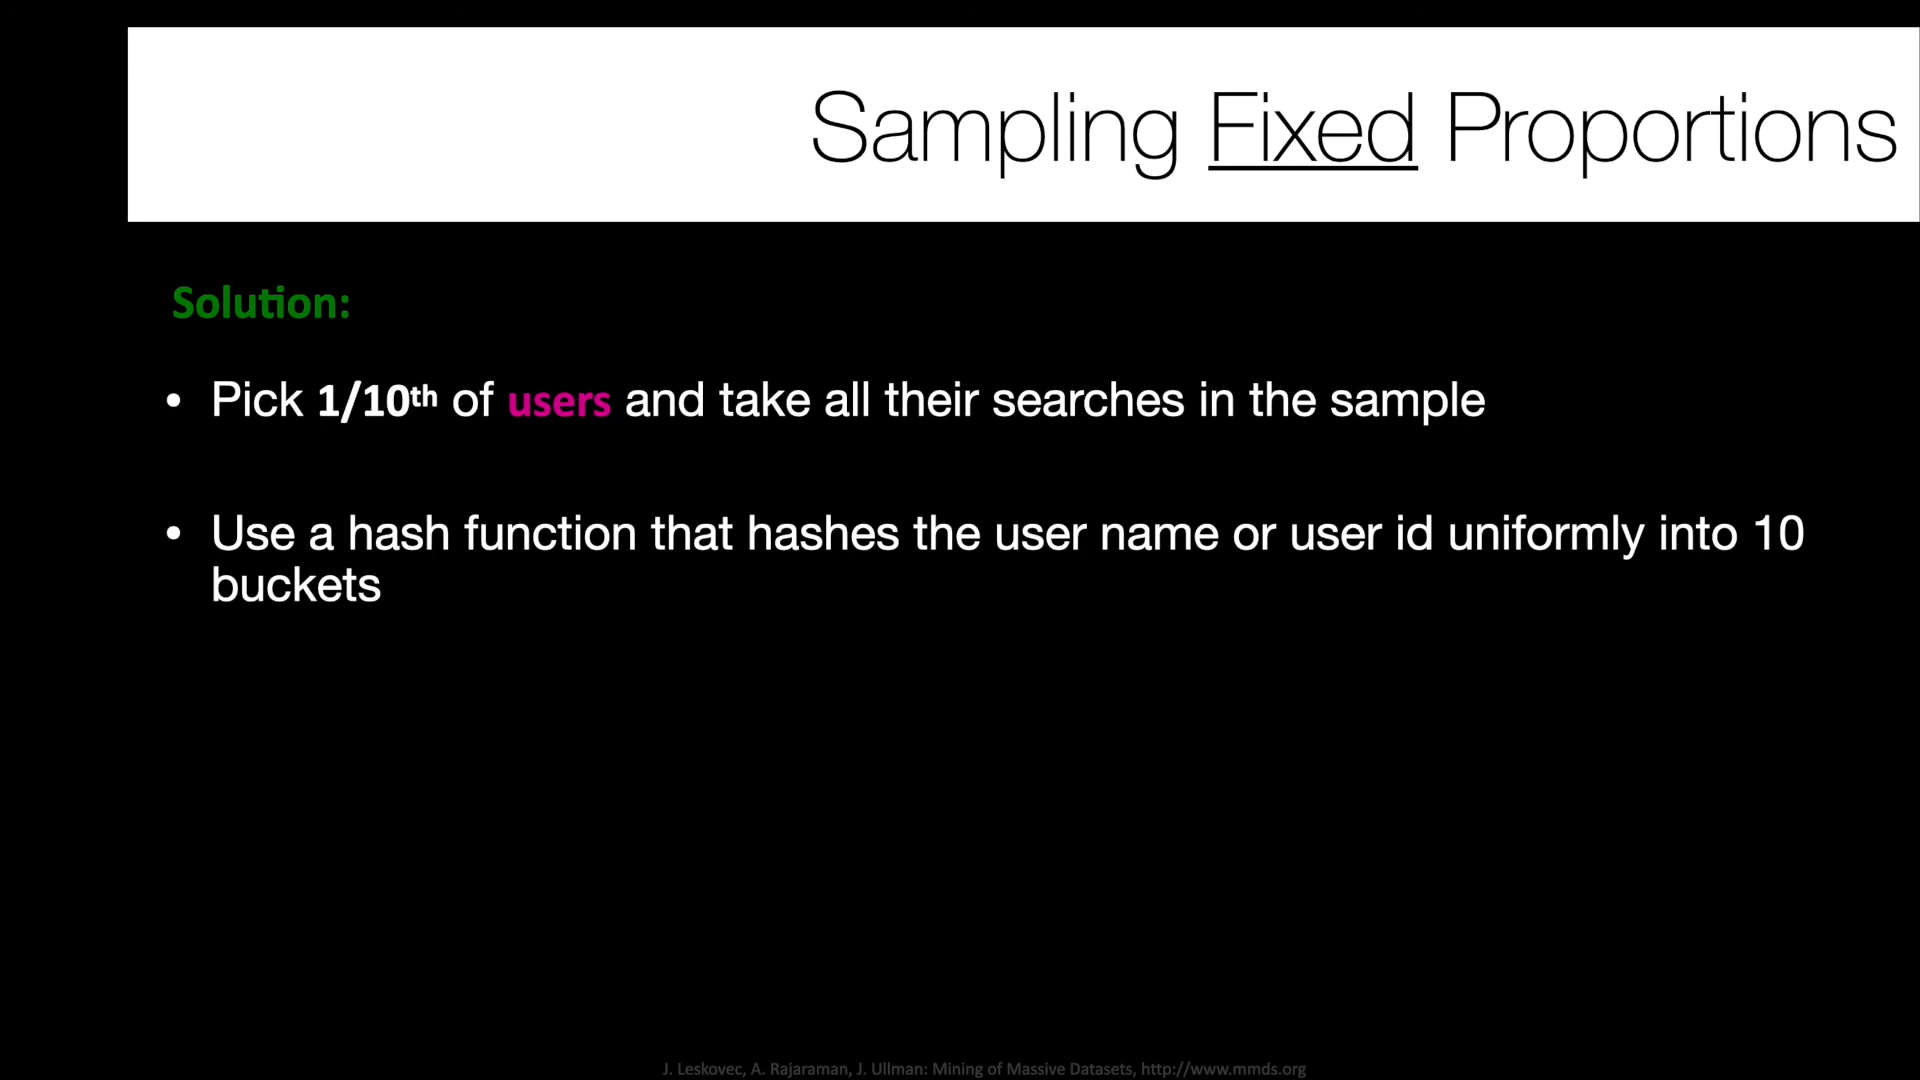 Sampling Fixed Proportions
Solution:
• Pick 1/10th of users and take all their searches in the sample
• Use a hash function that hashes the user name or user id uniformly into 10
buckets
J. Leskovec, A. Rajaraman, J. Ullman: Mining of Massive Datasets, http://www.mmds.org